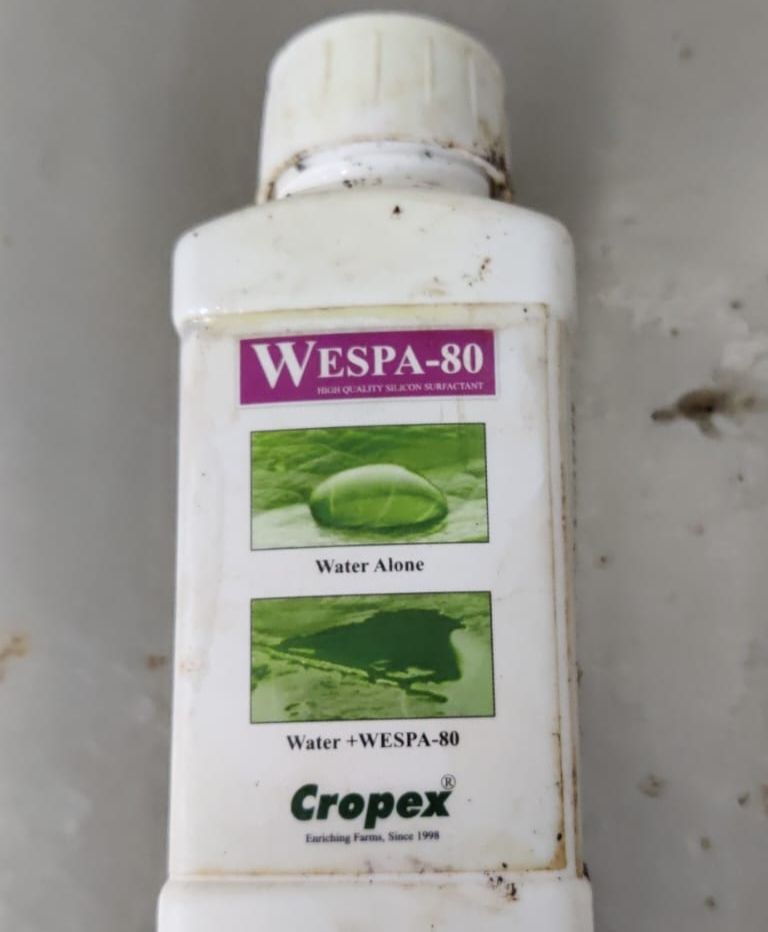 WESPA-80
HIGH QUALITY SILICON SURFACTANT
Water Alone
Water +WESPA-80
Cropex®
Enriching Farms, Since 1998